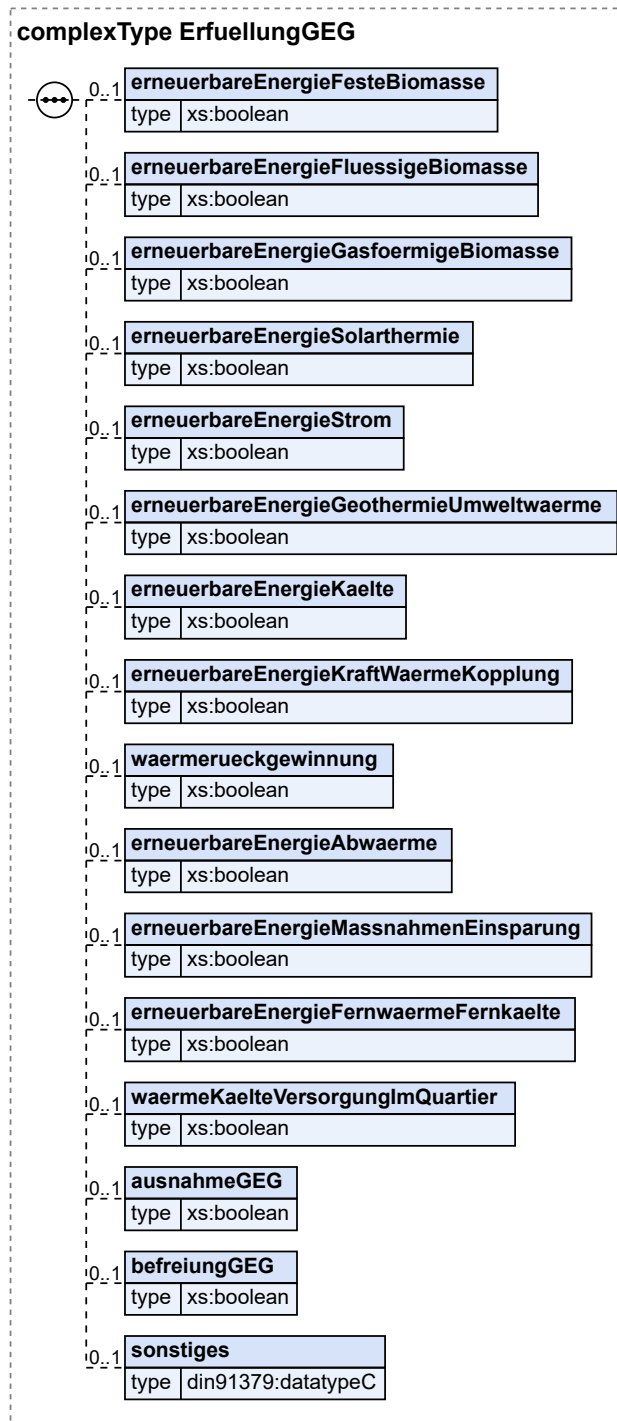 complexType ErfuellungGEG
0..1 erneuerbareEnergieFesteBiomasse
type xs:boolean
0..1 erneuerbareEnergieFluessigeBiomasse
type xs:boolean
0..1 erneuerbareEnergieGasfoermigeBiomasse
type xs:boolean
0..1 erneuerbareEnergieSolarthermie
type xs:boolean
0..1 erneuerbareEnergieStrom
type xs:boolean
0..1 erneuerbareEnergieGeothermieUmweltwaerme
type xs:boolean
0..1 erneuerbareEnergieKaelte
type xs:boolean
0..1 erneuerbareEnergieKraftWaermeKopplung
type xs:boolean
0..1 waermerueckgewinnung
type xs:boolean
0..1 erneuerbareEnergieAbwaerme
type xs:boolean
0..1 erneuerbareEnergieMassnahmenEinsparung
type xs:boolean
0..1 erneuerbareEnergieFernwaermeFernkaelte
type xs:boolean
0..1 waermeKaelteVersorgungImQuartier
type xs:boolean
0..1 ausnahmeGEG
type xs:boolean
0..1 befreiungGEG
type xs:boolean
0..1 sonstiges
type din91379:datatypeC